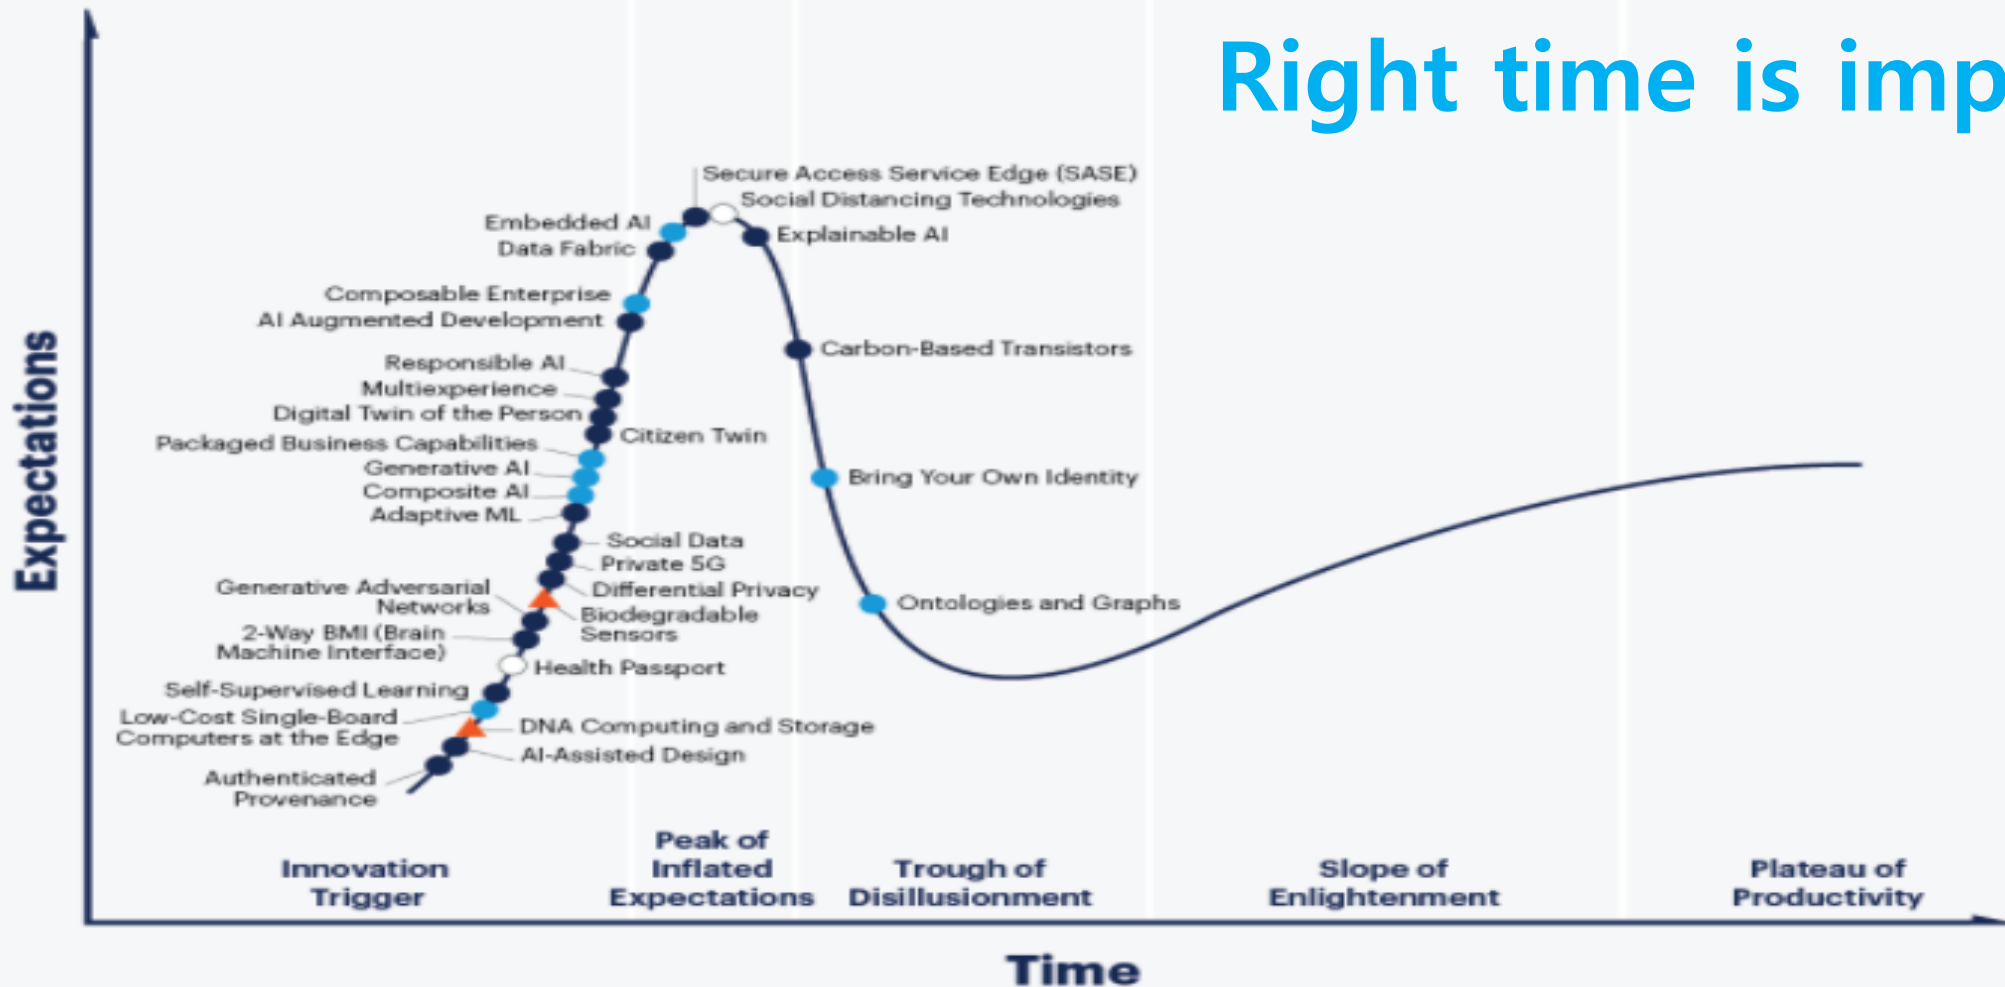 Right time is imp
Secure Access Service Edge (SASE)
Social Distancing Technologies
Embedded AI
Explainable AI
Data Fabric
Composable Enterprise
AI Augmented Development
Carbon-Based Transistors
Responsible AI
Multiexperience
Digital Twin of the Person
Citizen Twin
Packaged Business Capabilities
Generative AI
Bring Your Own Identity
Composite AI
Adaptive ML
Social Data
Private 5G
Generative Adversarial
Networks
Differential Privacy
Biodegradable
Sensors
Ontologies and Graphs
2-Way BMI (Brain
Machine Interface)
Health Passport
Self-Supervised Learning
Low-Cost Single-Board
Computers at the Edge
DNA Computing and Storage
AI-Assisted Design
Authenticated
Provenance
Expectations
Innovation
Trigger
Peak of
Inflated
Expectations
Trough of
Disillusionment
Slope of
Enlightenment
Plateau of
Productivity
Time